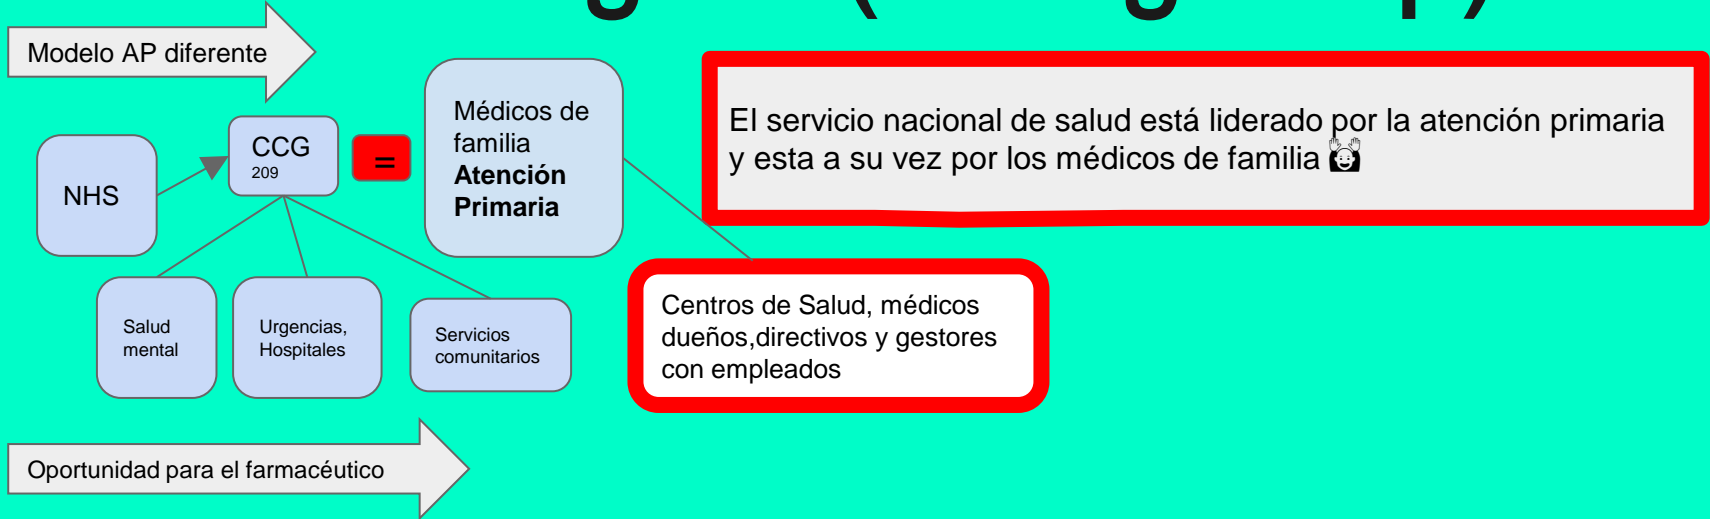 Modelo AP diferente
El servicio nacional de salud está liderado por la atención primaria
y esta a su vez por los médicos de familia 🙌
NHS
CCG
209
=
Médicos de
familia
Atención
Primaria
Salud
mental
Urgencias,
Hospitales
Servicios
comunitarios
Centros de Salud, médicos
dueños,directivos y gestores
con empleados
Oportunidad para el farmacéutico